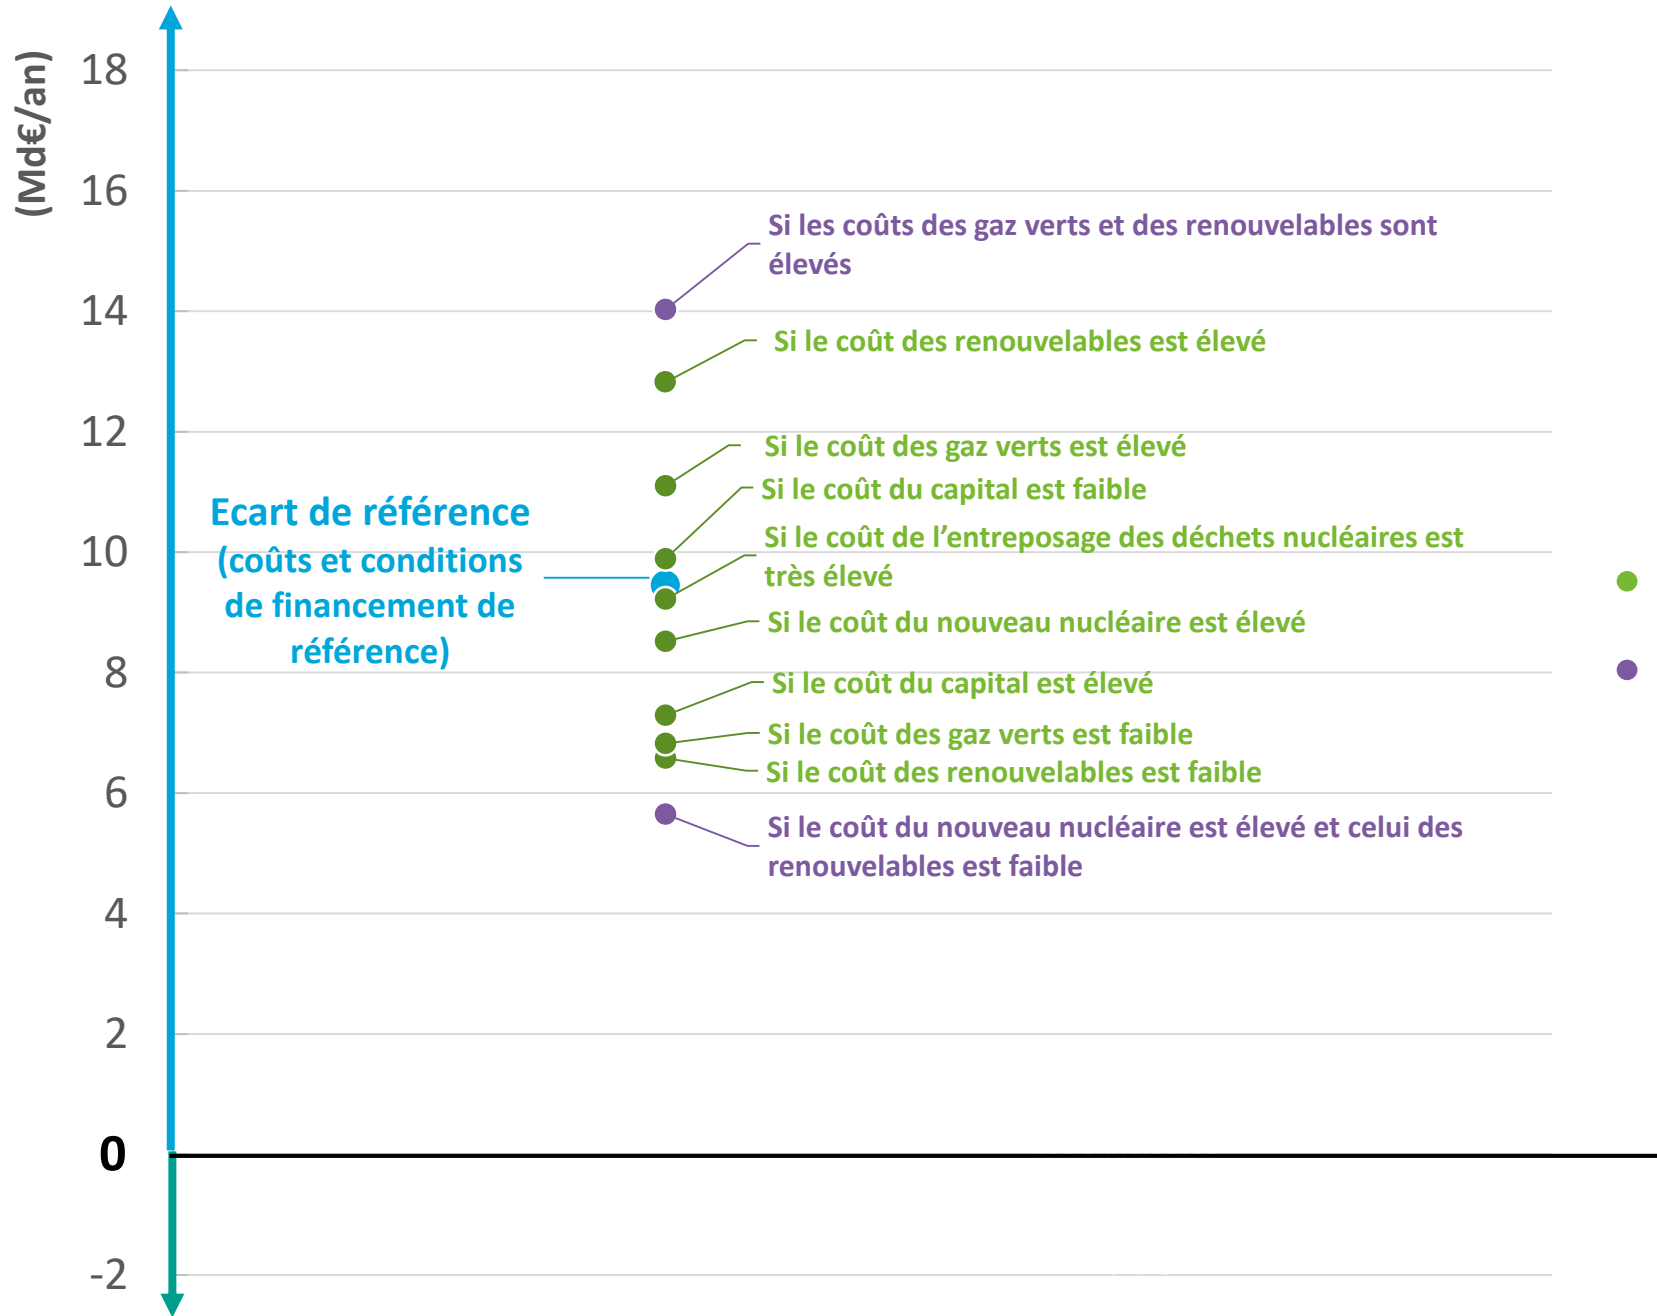 (Md€/an)
18
16
14
12
10
8
6
4
2
0
-2
Si les coûts des gaz verts et des renouvelables sont
élevés
Si le coût des renouvelables est élevé
Si le coût des gaz verts est élevé
Si le coût du capital est faible
Si le coût de l’entreposage des déchets nucléaires est
très élevé
Si le coût du nouveau nucléaire est élevé
Si le coût du capital est élevé
Si le coût des gaz verts est faible
Si le coût des renouvelables est faible
Si le coût du nouveau nucléaire est élevé et celui des
renouvelables est faible
Ecart de référence
(coûts et conditions
de financement de
référence)